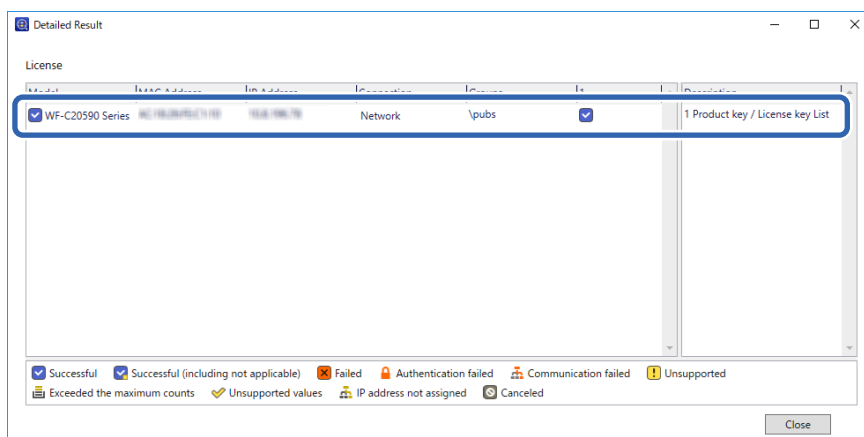 Detailed Result
License
Model MAC Address IP Address Connection Groups 1 Description
WF-C20590 Series Network \pubs 1 Product key / License key List
Successful Successful (including not applicable) Failed Authentication failed Communication failed Unsupported
Exceeded the maximum counts Unsupported values IP address not assigned Canceled
Close